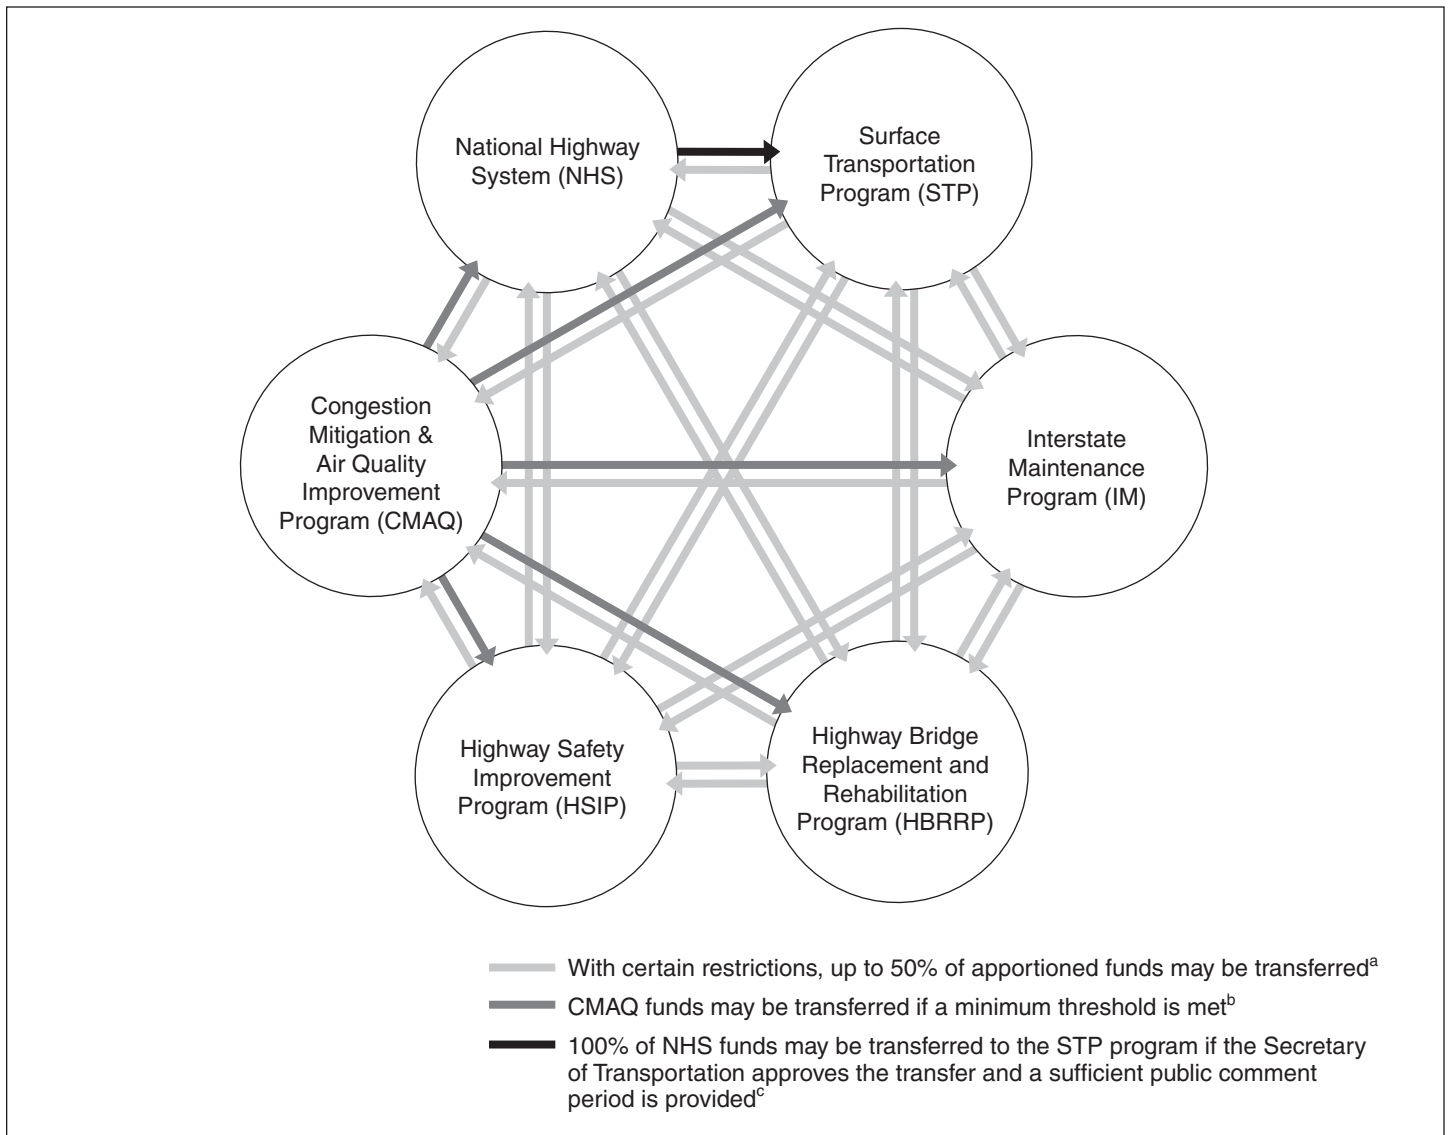 National Highway
System (NHS)
Surface
Transportation
Program (STP)
Congestion
Mitigation &
Air Quality
Improvement
Program (CMAQ)
Interstate
Maintenance
Program (IM)
Highway Safety
Improvement
Program (HSIP)
Highway Bridge
Replacement and
Rehabilitation
Program (HBRRP)
With certain restrictions, up to 50% of apportioned funds may be transferredᵃ
CMAQ funds may be transferred if a minimum threshold is metᵇ
100% of NHS funds may be transferred to the STP program if the Secretary
of Transportation approves the transfer and a sufficient public comment
period is providedᶜ